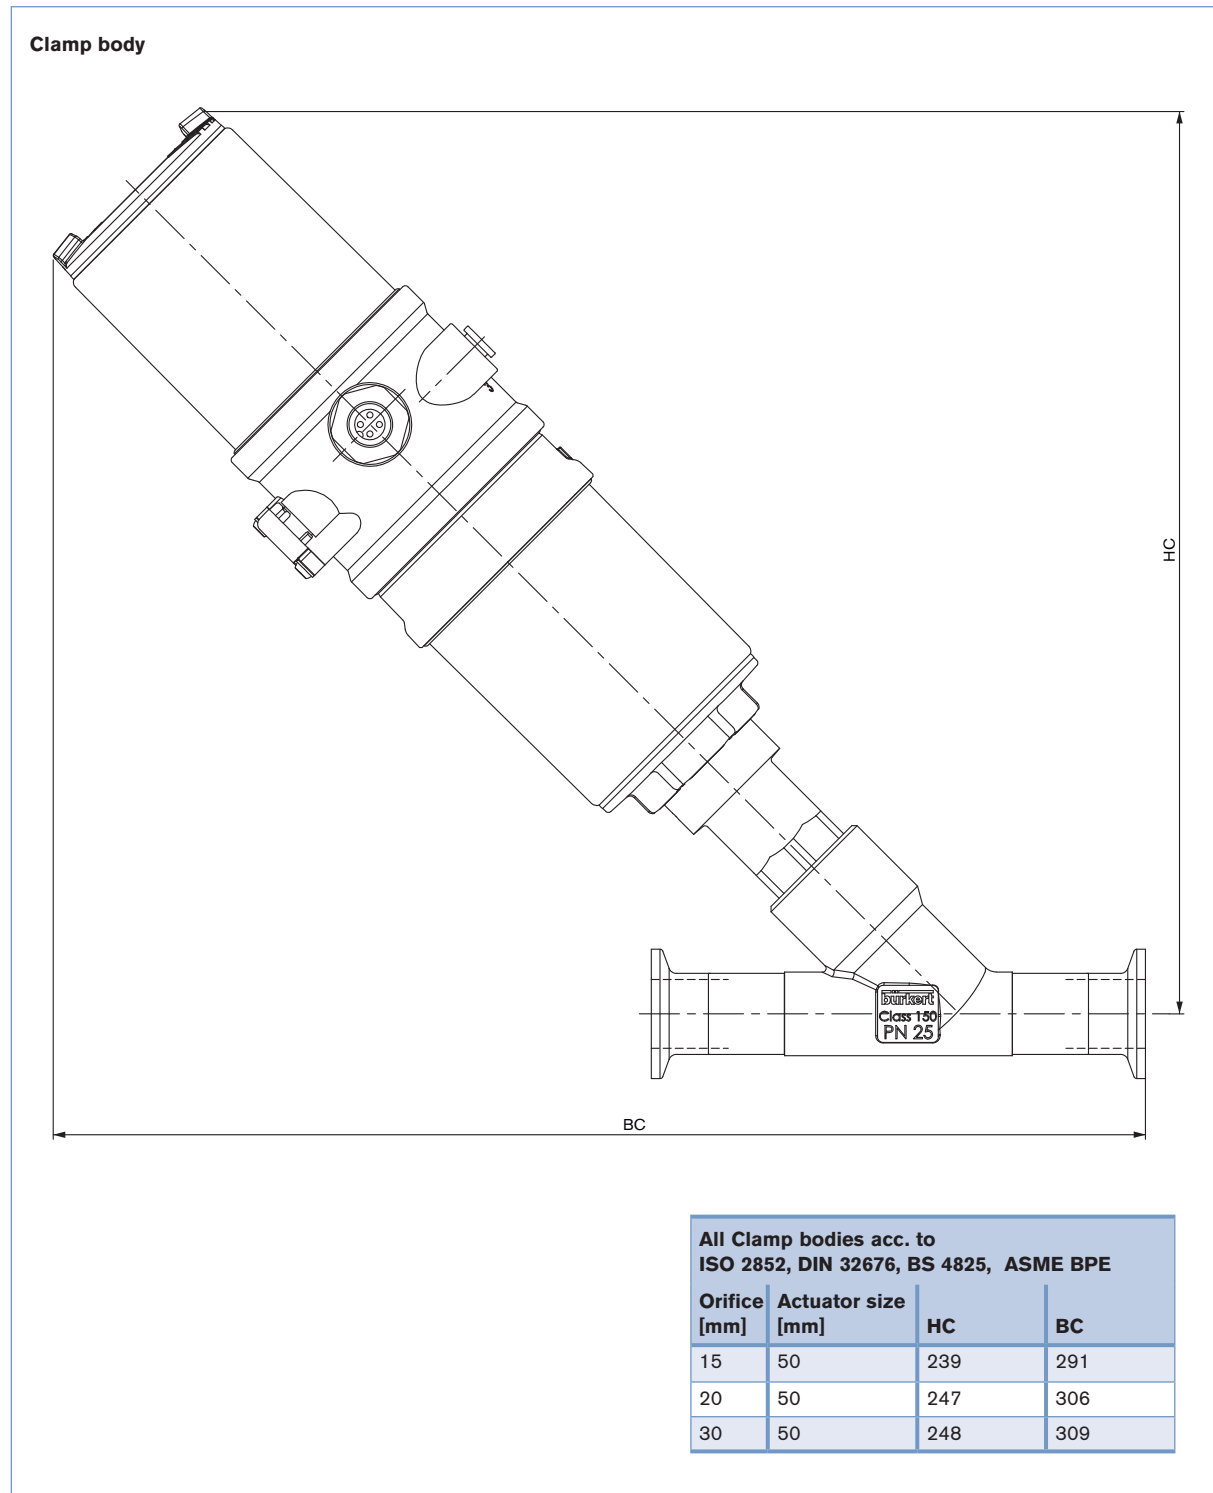 Clamp body
HC
bürkert
Class 150
PN 25
BC
All Clamp bodies acc. to
ISO 2852, DIN 32676, BS 4825, ASME BPE
Orifice [mm] Actuator size [mm] HC BC
15 50 239 291
20 50 247 306
30 50 248 309